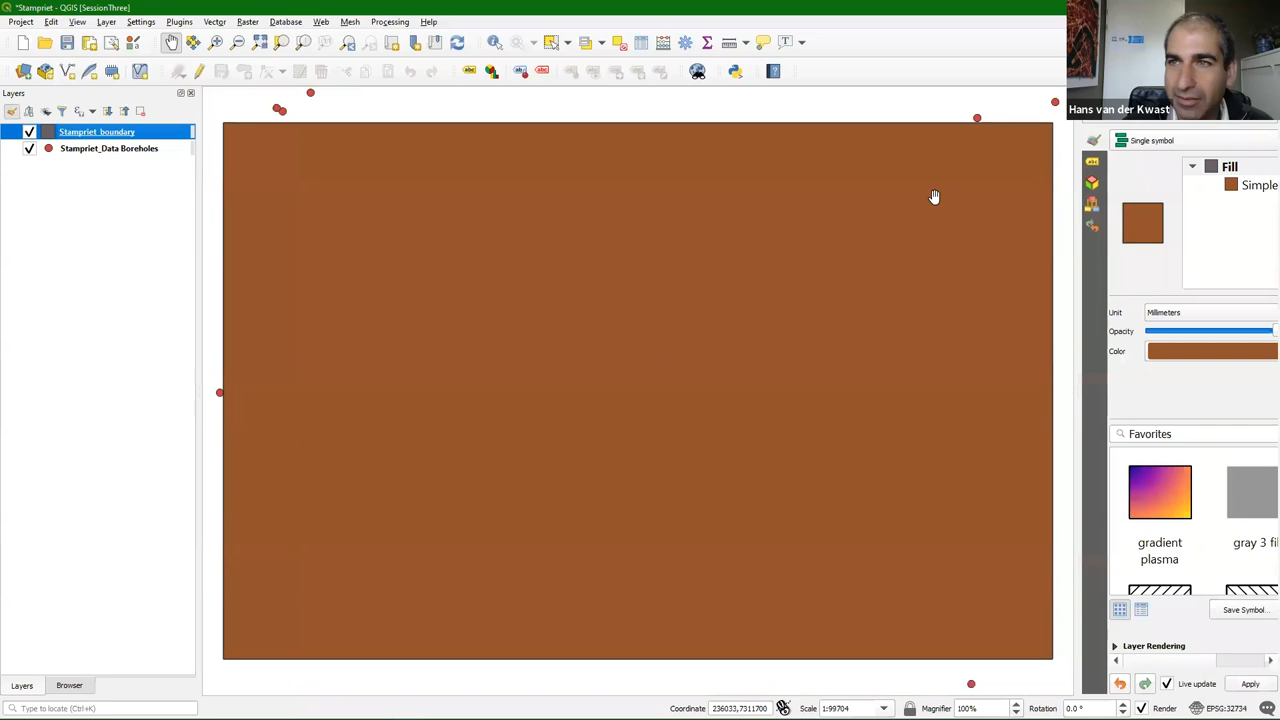 *Stampriet - QGIS [SessionThree]
Project Edit View Layer Settings Plugins Vector Raster Database Web Mesh Processing Help
Hans van der Kwast
Layers
Stampriet_boundary
Stampriet_Data Boreholes
Single symbol
Fill
Simple
Unit Millimeters
Opacity
Color
Favorites
gradient plasma
gray 3 fil
Save Symbol...
Layer Rendering
Live update Apply
Layers Browser
Type to locate (Ctrl+K) Coordinate 236033,7311700 Scale 1:99704 Magnifier 100% Rotation 0.0 ° Render EPSG:32734